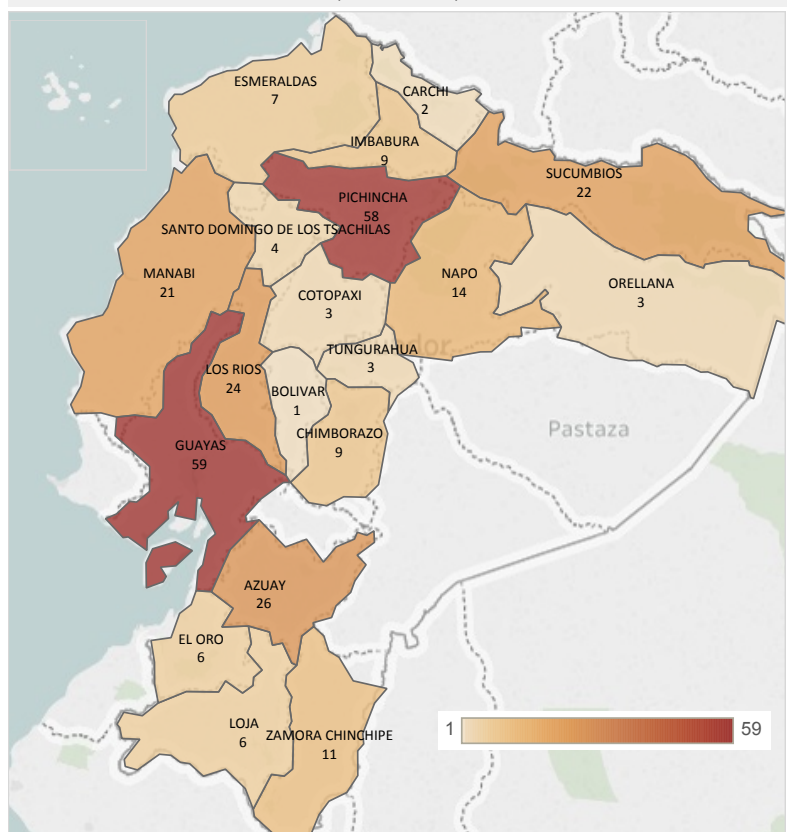 ESMERALDAS
7
CARCHI
2
IMBABURA
9
SUCUMBIOS
22
PICHINCHA
58
SANTO DOMINGO DE LOS TSACHILAS
4
MANABI
21
NAPO
14
ORELLANA
3
COTOPAXI
3
Ecuador
TUNGURAHUA
3
LOS RIOS
24
BOLIVAR
1
CHIMBORAZO
9
Pastaza
GUAYAS
59
AZUAY
26
EL ORO
6
LOJA
6
ZAMORA CHINCHIPE
11
1
59